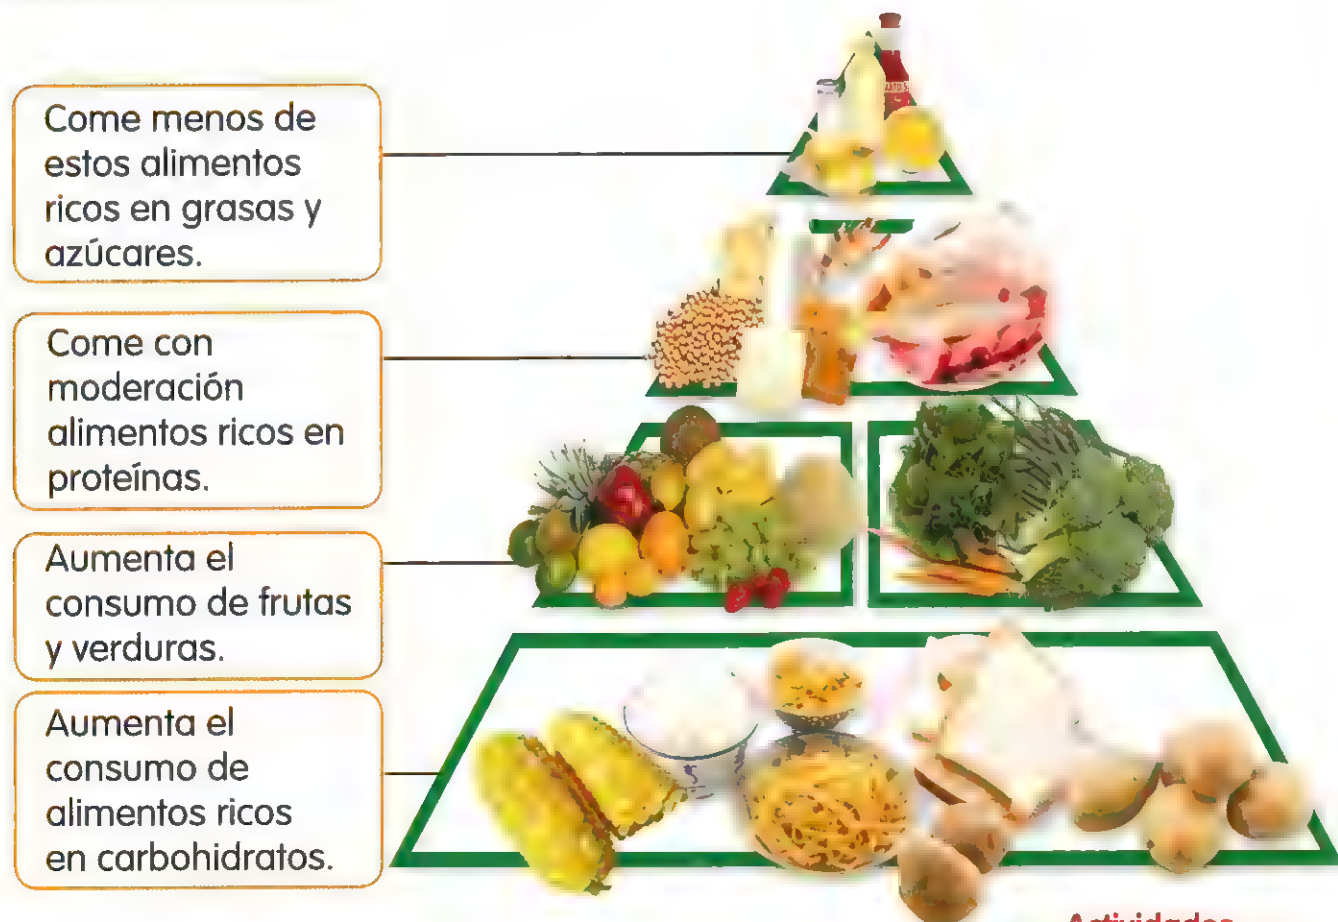 Come menos de
estos alimentos
ricos en grasas y
azúcares.
Come con
moderación
alimentos ricos en
proteínas.
Aumenta el
consumo de frutas
y verduras.
Aumenta el
consumo de
alimentos ricos
en carbohidratos.
Actividades